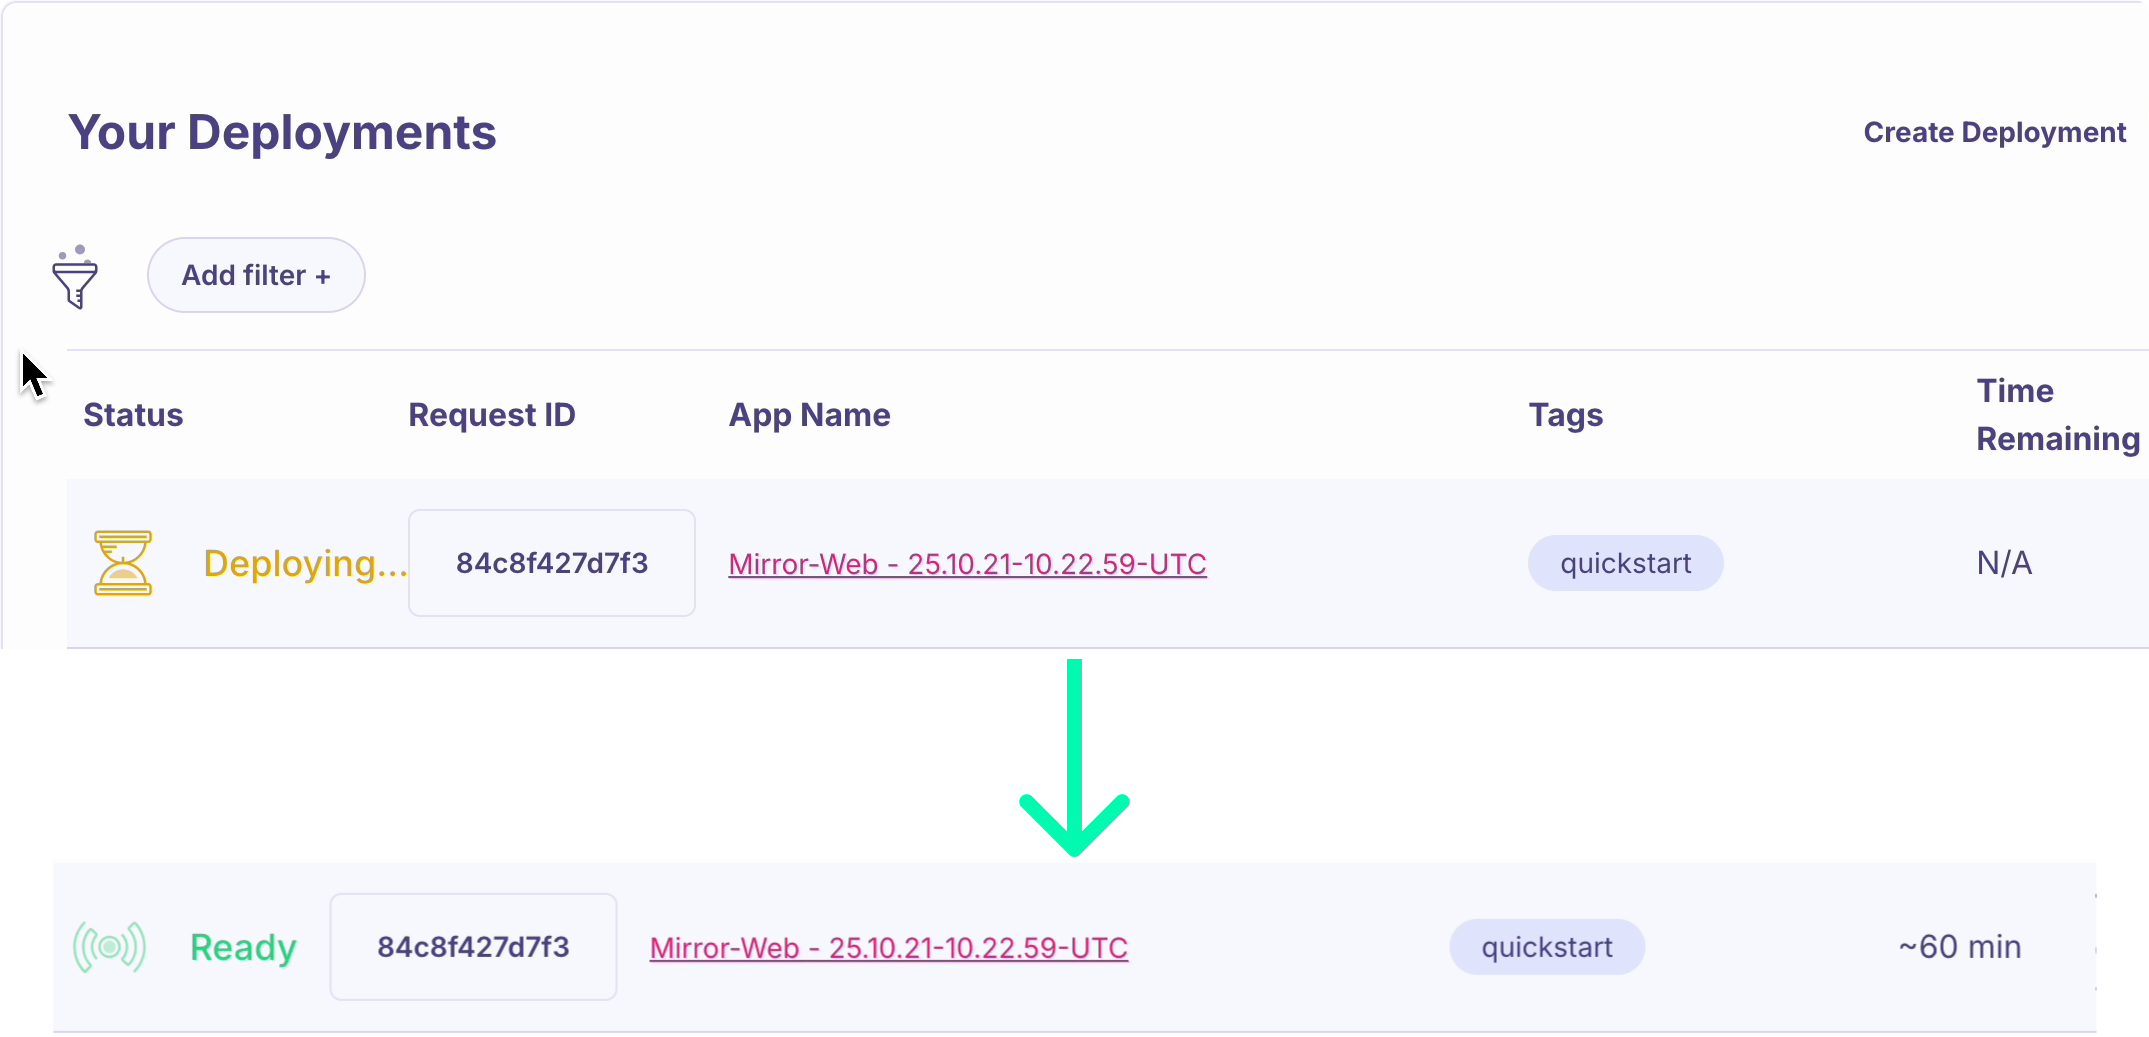 Your Deployments
Create Deployment
Add filter +
Status
Request ID
App Name
Tags
Time
Remaining
Deploying...
84c8f427d7f3
Mirror-Web - 25.10.21-10.22.59-UTC
quickstart
N/A
Ready
84c8f427d7f3
Mirror-Web - 25.10.21-10.22.59-UTC
quickstart
~60 min